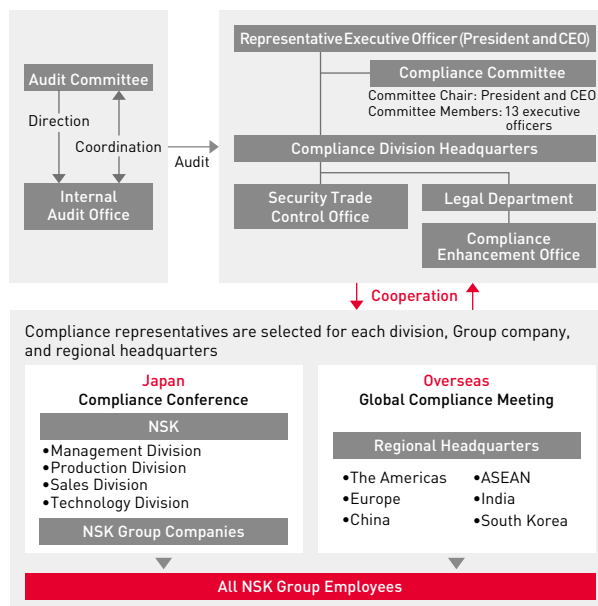 Audit Committee
Direction
Coordination
Internal
Audit Office
Audit
Representative Executive Officer (President and CEO)
Compliance Committee
Committee Chair: President and CEO
Committee Members: 13 executive
officers
Compliance Division Headquarters
Security Trade
Control Office
Legal Department
Compliance
Enhancement Office
Cooperation
Compliance representatives are selected for each division, Group company,
and regional headquarters
Japan
Compliance Conference
NSK
•Management Division
•Production Division
•Sales Division
•Technology Division
NSK Group Companies
Overseas
Global Compliance Meeting
Regional Headquarters
•The Americas
•Europe
•China
•ASEAN
•India
•South Korea
All NSK Group Employees